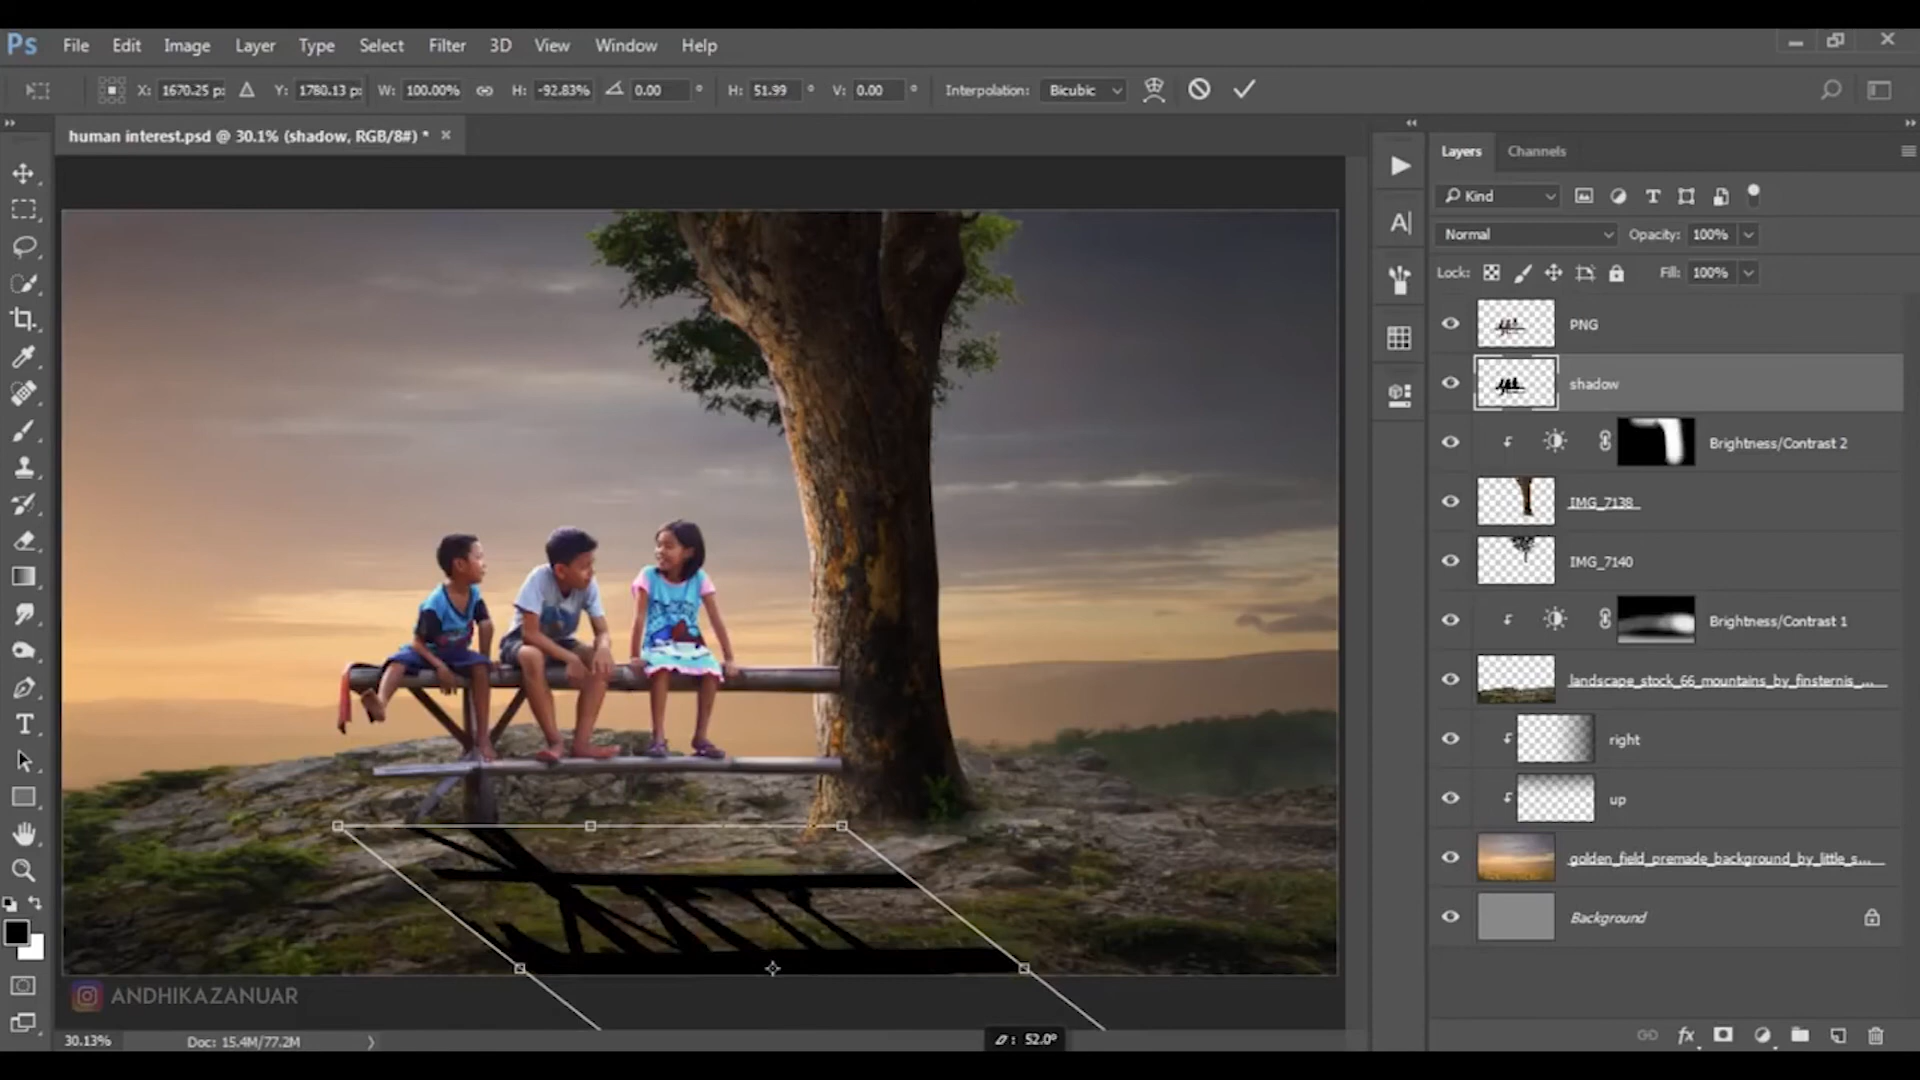 Ps File Edit Image Layer Type Select Filter 3D View Window Help
X: 1670.25 p: Y: 1780.13 p: W: 100.00% H: -92.83% 0.00 ° H: 51.99 ° V: 0.00 ° Interpolation: Bicubic
human interest.psd @ 30.1% (shadow, RGB/8#) * ×
Layers Channels
Kind
Normal Opacity: 100%
Lock: Fill: 100%
PNG
shadow
Brightness/Contrast 2
IMG_7138
IMG_7140
Brightness/Contrast 1
landscape_stock_66_mountains_by_finsternis_...
right
up
golden_field_premade_background_by_little_s...
Background
ANDHIKAZANUAR
30.13% Doc: 15.4M/77.2M
: 52.0°
fx